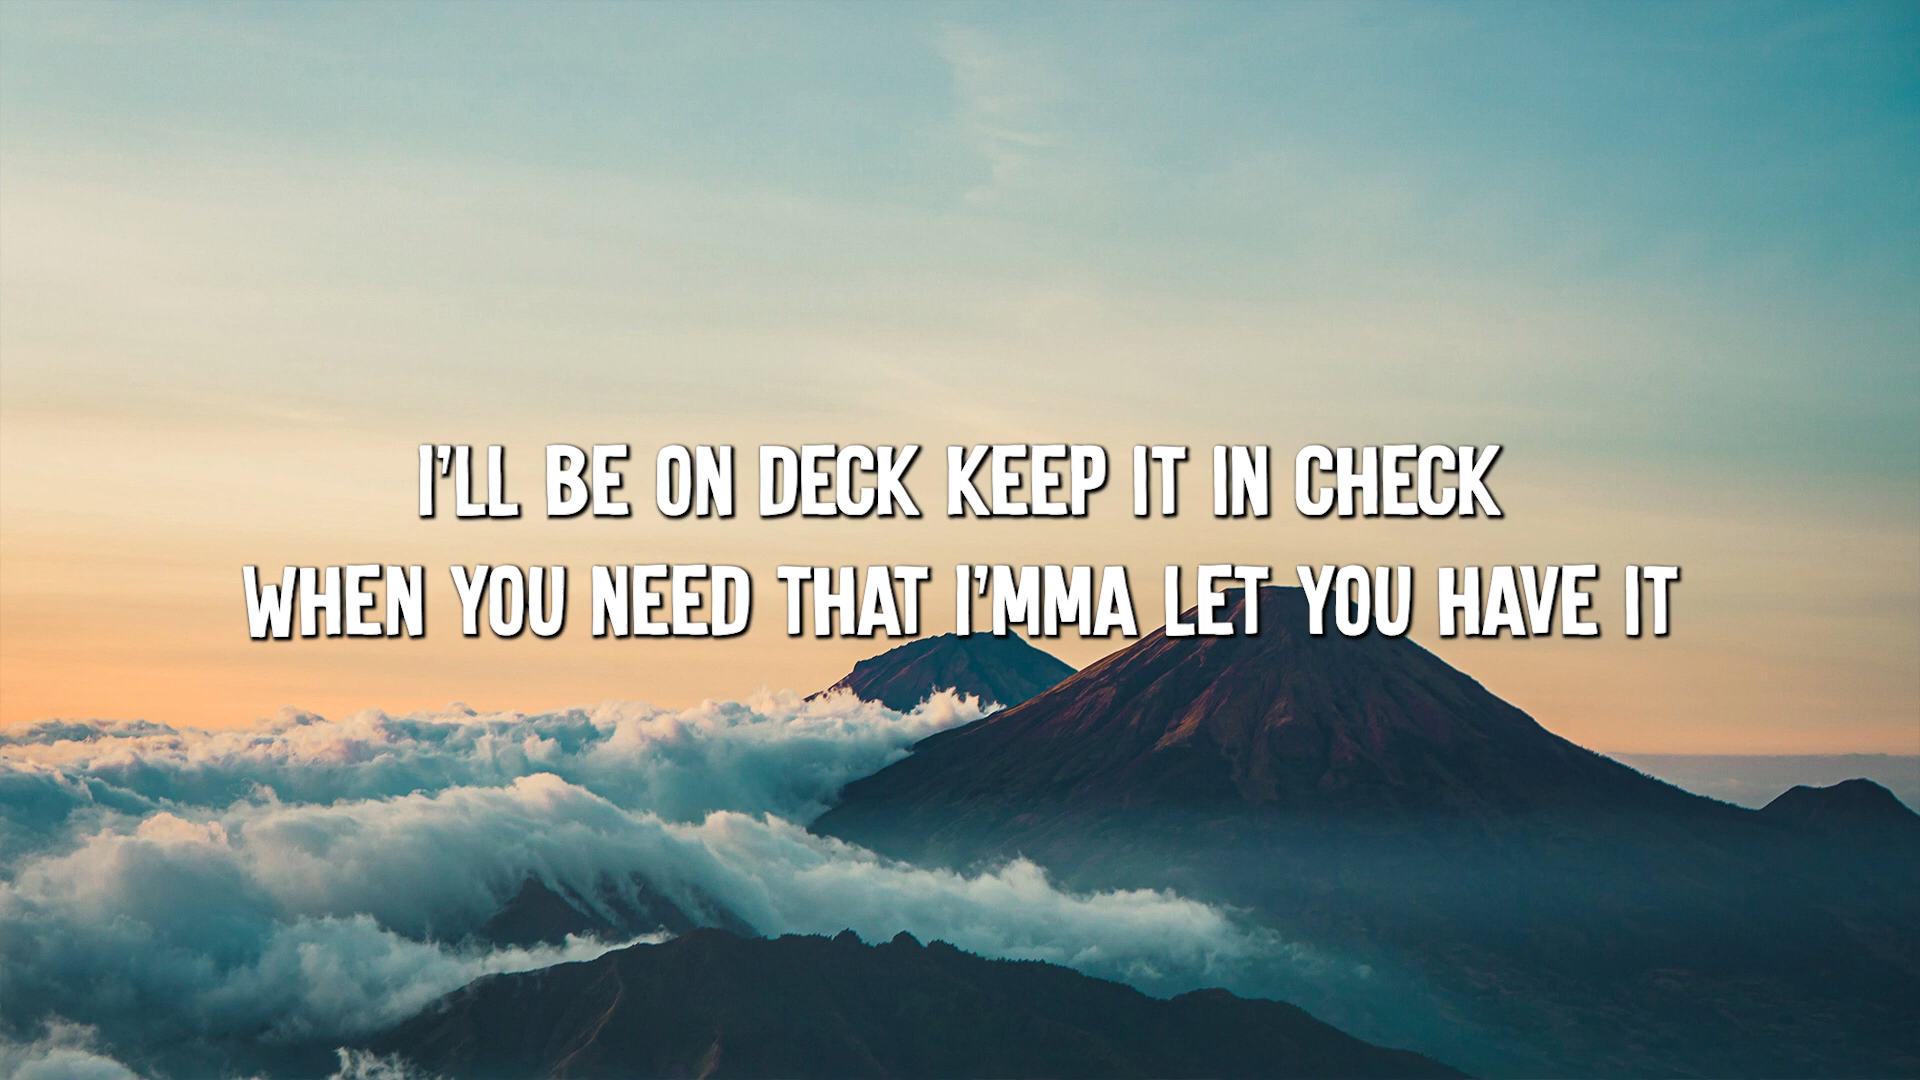 I'LL BE ON DECK KEEP IT IN CHECK
WHEN YOU NEED THAT I'MMA LET YOU HAVE IT